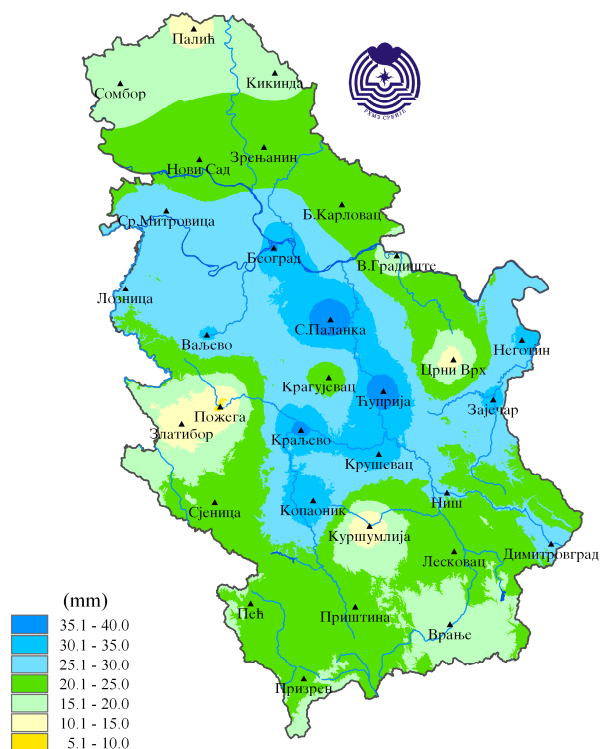 Палић
Кикинда
Сомбор
РХМЗ СРБИЈЕ
Зрењанин
Нови Сад
Б.Карловац
Ср.Митровица
Београд
В.Градиште
Лозница
С.Паланка
Ваљево
Неготин
Црни Врх
Крагујевац
Ћуприја
Зајечар
Пожега
Златибор
Краљево
Крушевац
Ниш
Сјеница
Копаоник
Куршумлија
Лесковац
Димитровград
Пећ
Приштина
Врање
Призрен
(mm)
35.1 - 40.0
30.1 - 35.0
25.1 - 30.0
20.1 - 25.0
15.1 - 20.0
10.1 - 15.0
5.1 - 10.0